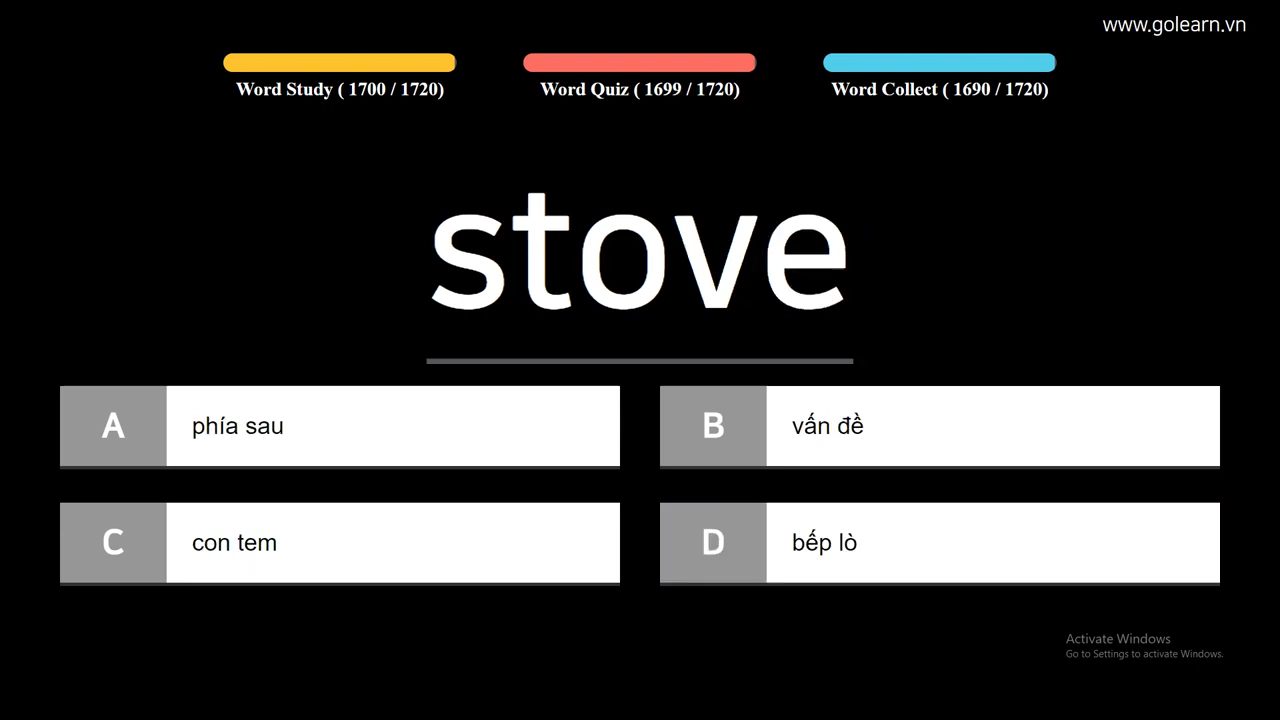 www.golearn.vn
Word Study ( 1700 / 1720)
Word Quiz ( 1699 / 1720)
Word Collect ( 1690 / 1720)
stove
A phía sau
B vấn đề
C con tem
D bếp lò
Activate Windows
Go to Settings to activate Windows.